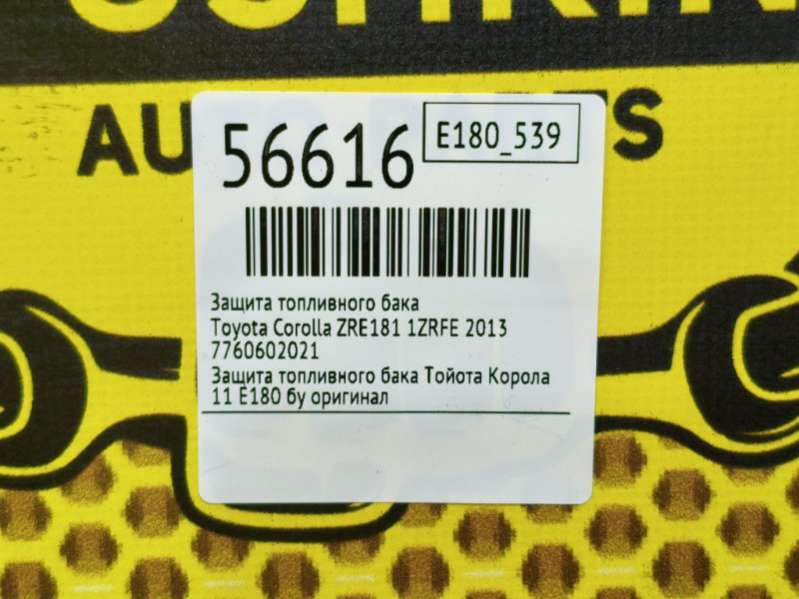 56616
E180_539
Защита топливного бака
Toyota Corolla ZRE181 1ZRFE 2013
7760602021
Защита топливного бака Тойота Корола
11 E180 бу оригинал